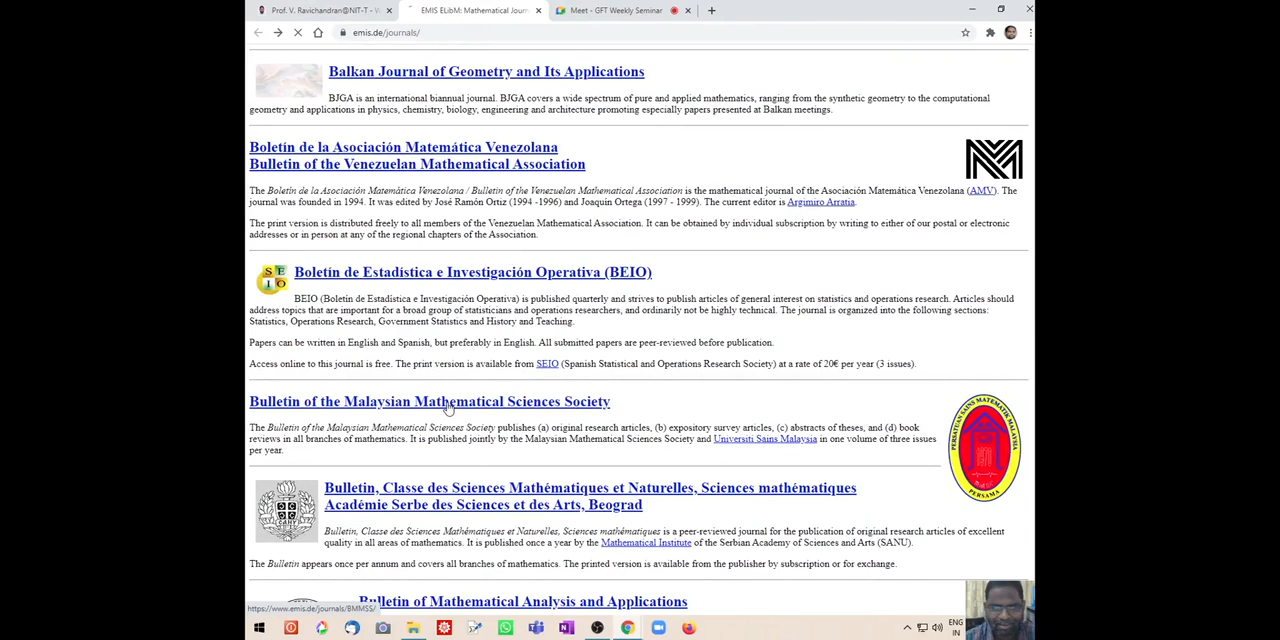 Prof. V. Ravichandran@NIT-T - V
EMIS ELibM: Mathematical Journ
Meet - GFT Weekly Seminar
emis.de/journals/
Balkan Journal of Geometry and Its Applications
BJGA is an international biannual journal. BJGA covers a wide spectrum of pure and applied mathematics, ranging from the synthetic geometry to the computational
geometry and applications in physics, chemistry, biology, engineering and architecture promoting especially papers presented at Balkan meetings.
Boletín de la Asociación Matemática Venezolana
Bulletin of the Venezuelan Mathematical Association
The Boletín de la Asociación Matemática Venezolana / Bulletin of the Venezuelan Mathematical Association is the mathematical journal of the Asociación Matemática Venezolana (AMV). The
journal was founded in 1994. It was edited by José Ramón Ortiz (1994 -1996) and Joaquín Ortega (1997 - 1999). The current editor is Argimiro Arratia.
The print version is distributed freely to all members of the Venezuelan Mathematical Association. It can be obtained by individual subscription by writing to either of our postal or electronic
addresses or in person at any of the regional chapters of the Association.
S E
I O
Boletín de Estadística e Investigación Operativa (BEIO)
BEIO (Boletín de Estadística e Investigación Operativa) is published quarterly and strives to publish articles of general interest on statistics and operations research. Articles should
address topics that are important for a broad group of statisticians and operations researchers, and ordinarily not be highly technical. The journal is organized into the following sections:
Statistics, Operations Research, Government Statistics and History and Teaching.
Papers can be written in English and Spanish, but preferably in English. All submitted papers are peer-reviewed before publication.
Access online to this journal is free. The print version is available from SEIO (Spanish Statistical and Operations Research Society) at a rate of 20€ per year (3 issues).
Bulletin of the Malaysian Mathematical Sciences Society
The Bulletin of the Malaysian Mathematical Sciences Society publishes (a) original research articles, (b) expository survey articles, (c) abstracts of theses, and (d) book
reviews in all branches of mathematics. It is published jointly by the Malaysian Mathematical Sciences Society and Universiti Sains Malaysia in one volume of three issues
per year.
PERSATUAN SAINS MATEMATIK MALAYSIA
1970
PERSAMA
Bulletin, Classe des Sciences Mathématiques et Naturelles, Sciences mathématiques
Académie Serbe des Sciences et des Arts, Beograd
Bulletin, Classe des Sciences Mathématiques et Naturelles, Sciences mathématiques is a peer-reviewed journal for the publication of original research articles of excellent
quality in all areas of mathematics. It is published once a year by the Mathematical Institute of the Serbian Academy of Sciences and Arts (SANU).
The Bulletin appears once per annum and covers all branches of mathematics. The printed version is available from the publisher by subscription or for exchange.
Bulletin of Mathematical Analysis and Applications
https://www.emis.de/journals/BMMSS/
ENG
IN